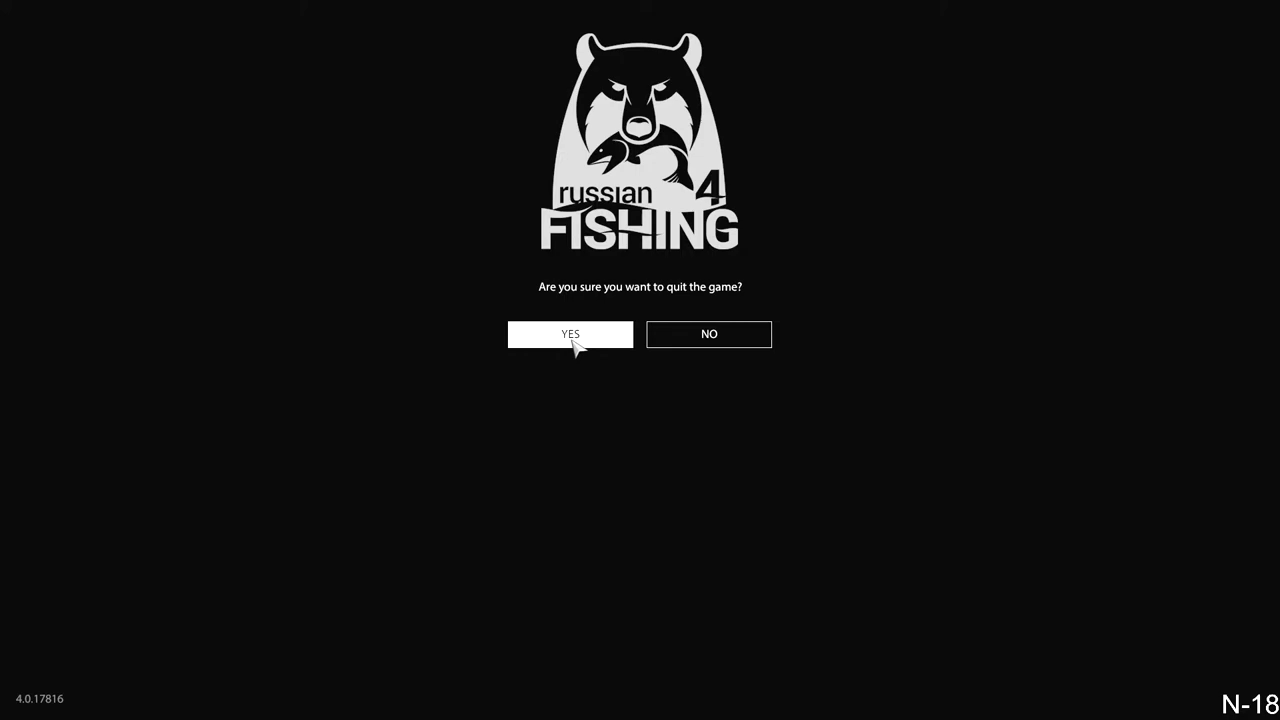 russian 4
FISHING
Are you sure you want to quit the game?
YES NO
4.0.17816
N-18